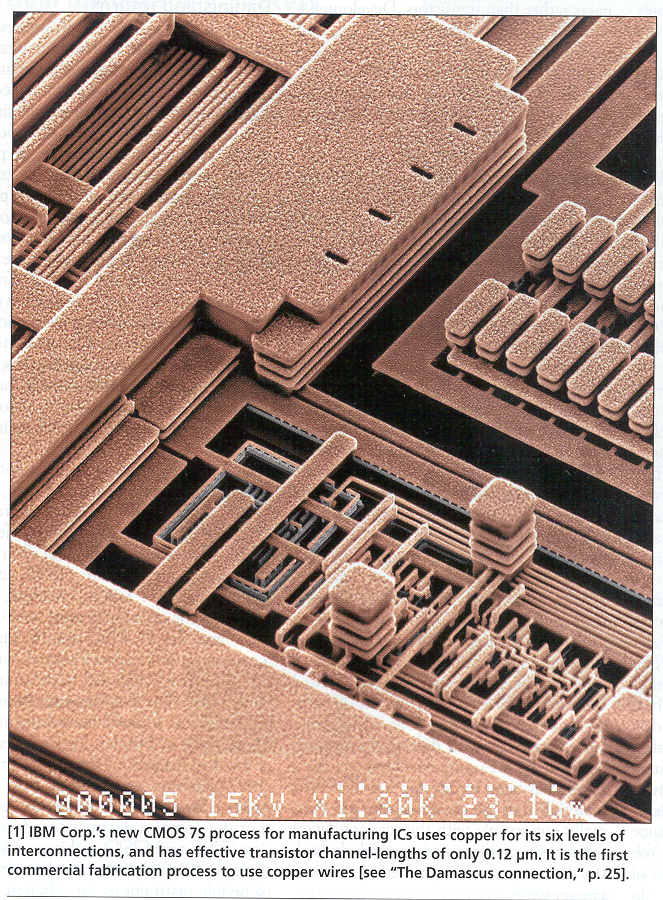 000005 15KV X1.30K 23.1um
[1] IBM Corp.'s new CMOS 7S process for manufacturing ICs uses copper for its six levels of
interconnections, and has effective transistor channel-lengths of only 0.12 µm. It is the first
commercial fabrication process to use copper wires [see "The Damascus connection," p. 25].